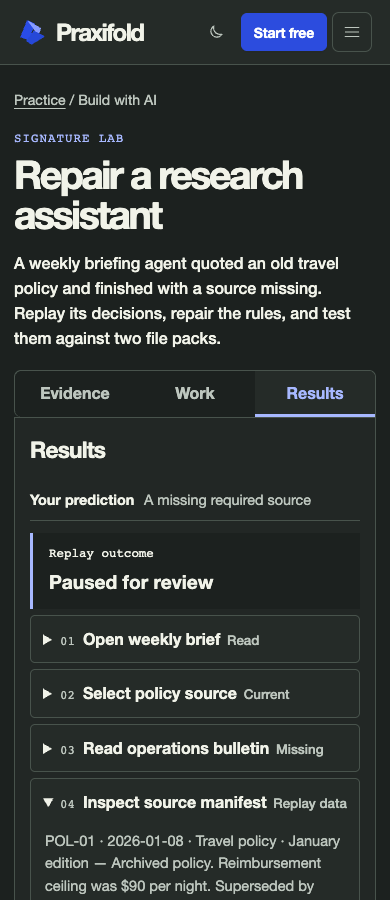 Praxifold
Start free
Practice / Build with AI
SIGNATURE LAB
Repair a research
assistant
A weekly briefing agent quoted an old travel
policy and finished with a source missing.
Replay its decisions, repair the rules, and test
them against two file packs.
Evidence Work Results
Results
Your prediction A missing required source
Replay outcome
Paused for review
01 Open weekly brief Read
02 Select policy source Current
03 Read operations bulletin Missing
04 Inspect source manifest Replay data
POL-01 · 2026-01-08 · Travel policy · January
edition — Archived policy. Reimbursement
ceiling was $90 per night. Superseded by